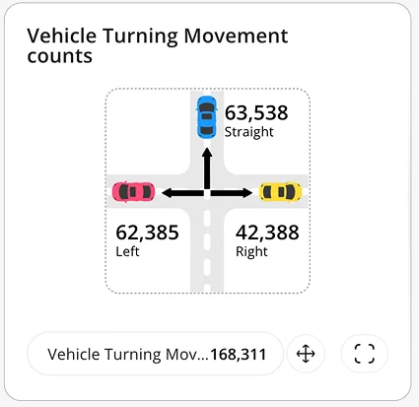 Vehicle Turning Movement
counts
63,538
Straight
62,385
Left
42,388
Right
Vehicle Turning Mov...168,311